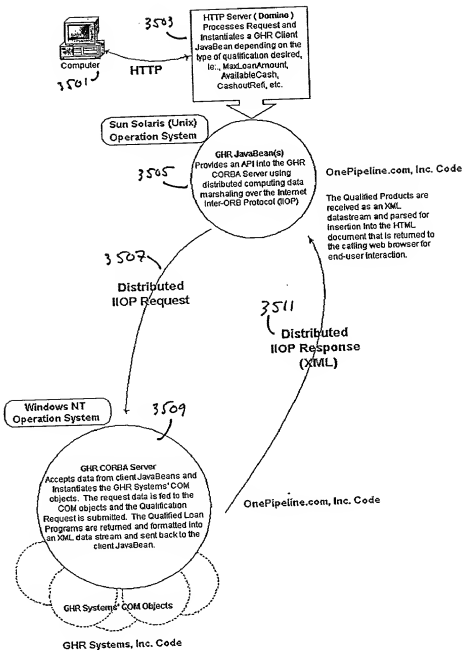 3503
HTTP Server (Domino)
Processes Request and
Instantiates a GHR Client
JavaBean depending on the
type of qualification desired,
ie:., MaxLoanAmount,
AvailableCash,
CashoutRefi, etc.
Computer
3501
HTTP
Sun Solaris (Unix)
Operation System
3505
GHR JavaBean(s)
Provides an API into the GHR
CORBA Server using
distributed computing data
marshaling over the Internet
Inter-ORB Protocol (IIOP)
OnePipeline.com, Inc. Code
The Qualified Products are
received as an XML
datastream and parsed for
Insertion Into the HTML
document that is returned to
the calling web browser for
end-user interaction.
3507
Distributed
IIOP Request
3511
Distributed
IIOP Response
(XML)
Windows NT
Operation System
3509
GHR CORBA Server
Accepts data from client JavaBeans and
Instantiates the GHR Systems' COM
objects. The request data is fed to the
COM objects and the Qualification
Request is submitted. The Qualified Loan
Programs are returned and formatted into
an XML data stream and sent back to the
client JavaBean.
OnePipeline.com, Inc. Code
GHR Systems' COM Objects
GHR Systems, Inc. Code